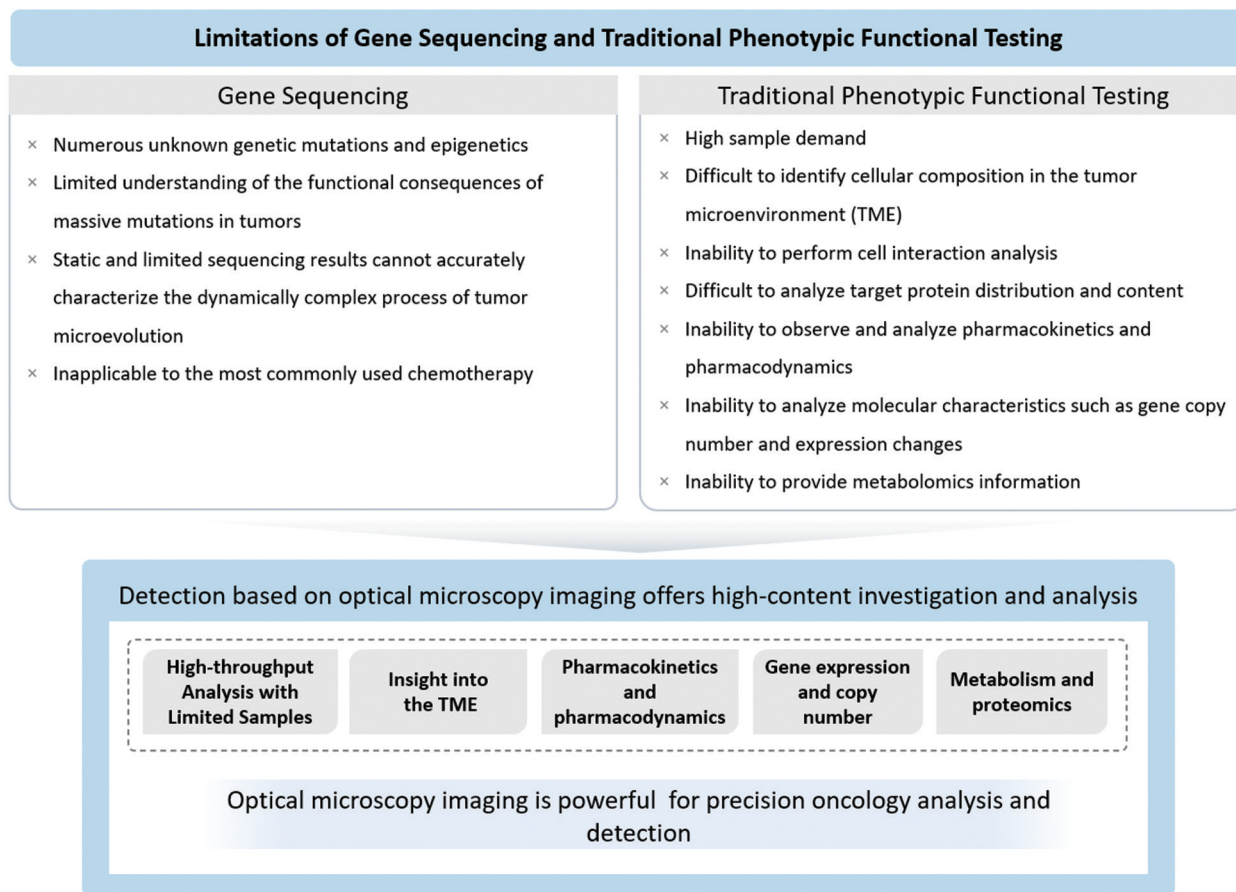 Limitations of Gene Sequencing and Traditional Phenotypic Functional Testing
Gene Sequencing
× Numerous unknown genetic mutations and epigenetics
× Limited understanding of the functional consequences of
massive mutations in tumors
× Static and limited sequencing results cannot accurately
characterize the dynamically complex process of tumor
microevolution
× Inapplicable to the most commonly used chemotherapy
Traditional Phenotypic Functional Testing
× High sample demand
× Difficult to identify cellular composition in the tumor
microenvironment (TME)
× Inability to perform cell interaction analysis
× Difficult to analyze target protein distribution and content
× Inability to observe and analyze pharmacokinetics and
pharmacodynamics
× Inability to analyze molecular characteristics such as gene copy
number and expression changes
× Inability to provide metabolomics information
Detection based on optical microscopy imaging offers high-content investigation and analysis
High-throughput
Analysis with
Limited Samples
Insight into
the TME
Pharmacokinetics
and
pharmacodynamics
Gene expression
and copy
number
Metabolism and
proteomics
Optical microscopy imaging is powerful for precision oncology analysis and
detection